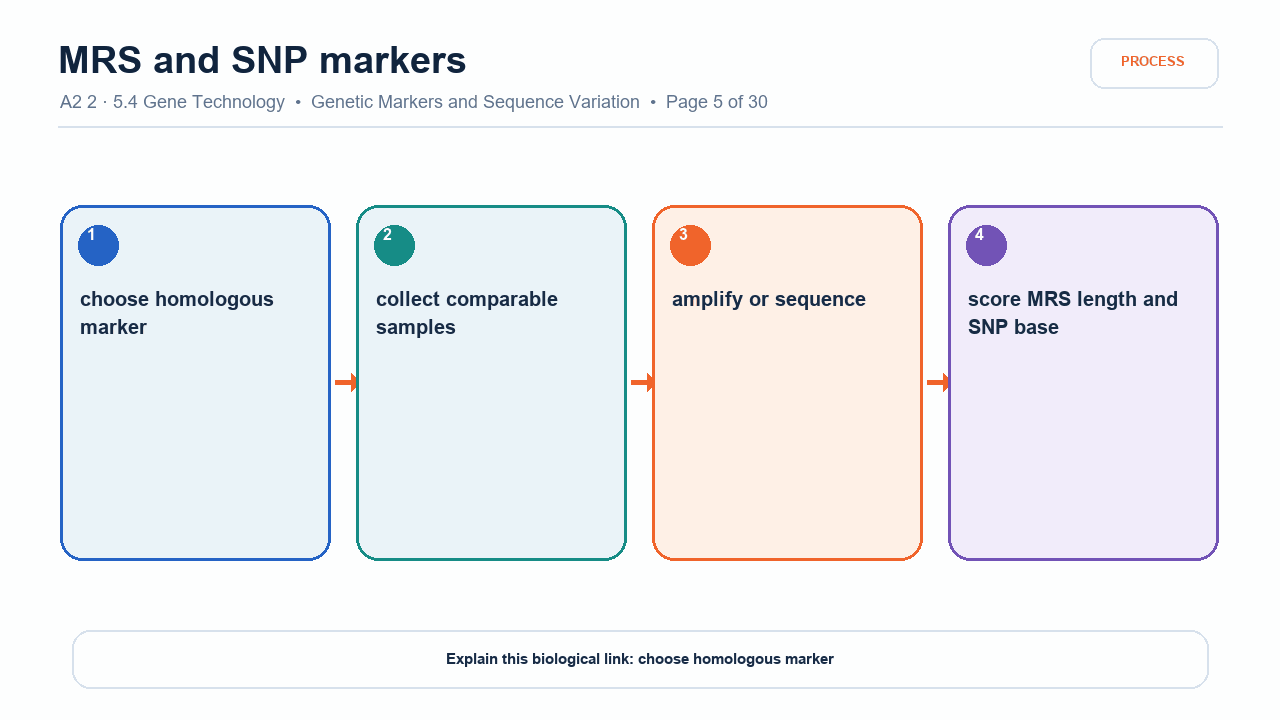 MRS and SNP markers
PROCESS
A2 2 · 5.4 Gene Technology • Genetic Markers and Sequence Variation • Page 5 of 30
1
choose homologous
marker
2
collect comparable
samples
3
amplify or sequence
4
score MRS length and
SNP base
Explain this biological link: choose homologous marker